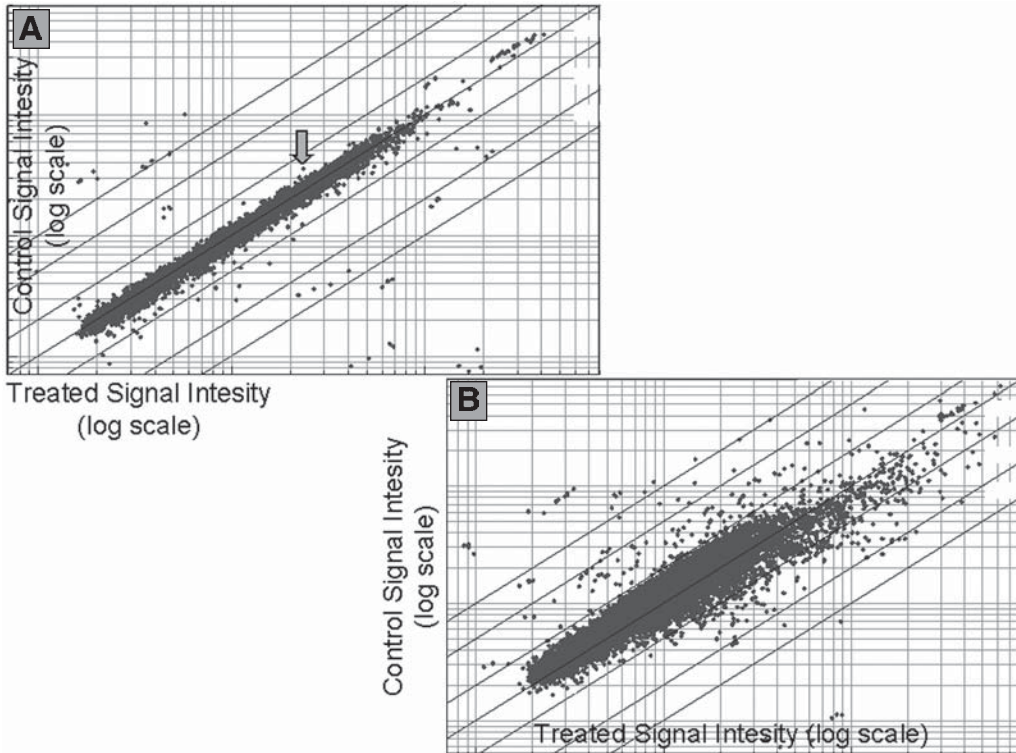 A
Control Signal Intesity
(log scale)
Treated Signal Intesity
(log scale)
B
Control Signal Intesity
(log scale)
Treated Signal Intesity (log scale)